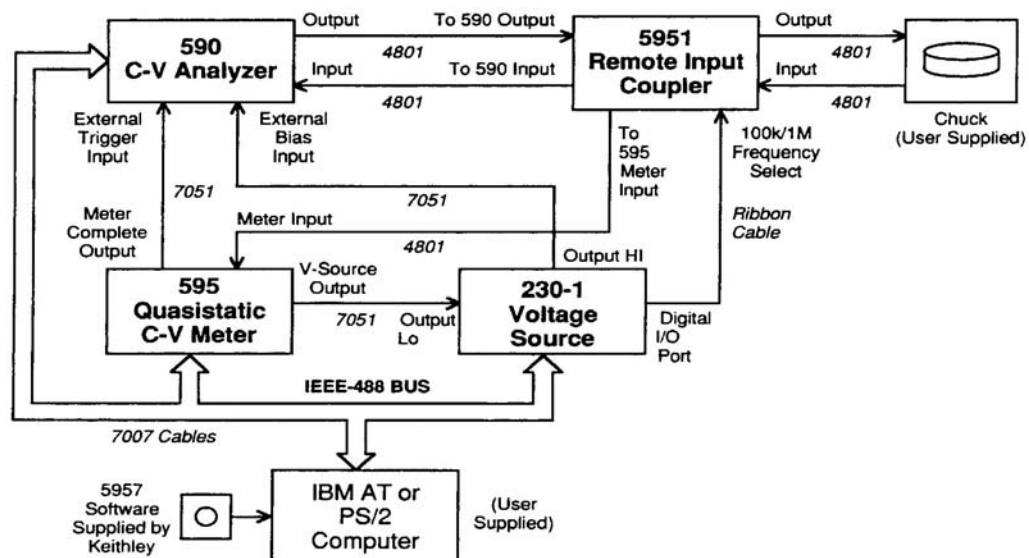 590
C-V Analyzer
Output
To 590 Output
4801
Input
To 590 Input
4801
5951
Remote Input
Coupler
Output
4801
Input
4801
Chuck
(User Supplied)
External
Trigger
Input
External
Bias
Input
To
595
Meter
Input
100k/1M
Frequency
Select
7051
7051
Meter
Complete
Output
Meter Input
4801
Ribbon
Cable
Output HI
595
Quasistatic
C-V Meter
V-Source
Output
7051
Output
Lo
230-1
Voltage
Source
Digital
I/O
Port
IEEE-488 BUS
7007 Cables
5957
Software
Supplied by
Keithley
IBM AT or
PS/2
Computer
(User
Supplied)